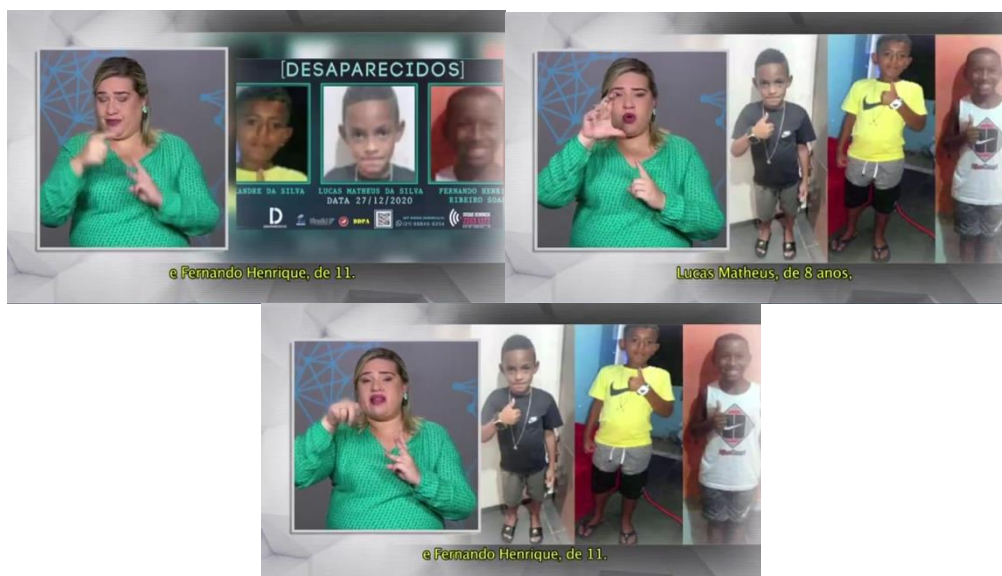 [DESAPARECIDOS]
ANDRE DA SILVA
LUCAS MATHEUS DA SILVA
DATA 27/12/2020
FERNANDO HENRI
RIBEIRO SOA
D
DDPA
e Fernando Henrique, de 11.
Lucas Matheus, de 8 anos,
e Fernando Henrique, de 11.